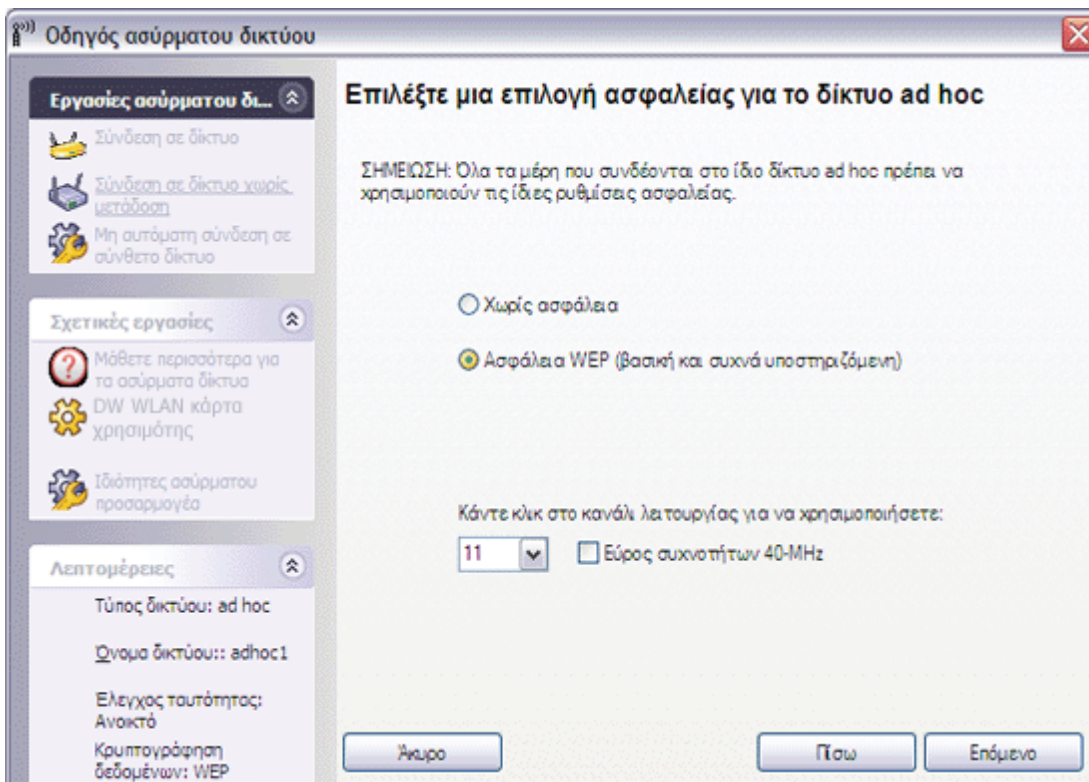 Οδηγός ασύρματου δικτύου
Εργασίες ασύρματου δι...
Σύνδεση σε δίκτυο
Σύνδεση σε δίκτυο χωρίς
μετάδοση
Μη αυτόματη σύνδεση σε
σύνθετο δίκτυο
Σχετικές εργασίες
Μάθετε περισσότερα για
τα ασύρματα δίκτυα
DW WLAN κάρτα
χρησιμότης
Ιδιότητες ασύρματου
προσαρμογέα
Λεπτομέρειες
Τύπος δικτύου: ad hoc
Όνομα δικτύου:: adhoc1
Έλεγχος ταυτότητας:
Ανοικτό
Κρυπτογράφηση
δεδομένων: WEP
Επιλέξτε μια επιλογή ασφαλείας για το δίκτυο ad hoc
ΣΗΜΕΙΩΣΗ: Όλα τα μέρη που συνδέονται στο ίδιο δίκτυο ad hoc πρέπει να
χρησιμοποιούν τις ίδιες ρυθμίσεις ασφαλείας.
Χωρίς ασφάλεια
Ασφάλεια WEP (βασική και συχνά υποστηριζόμενη)
Κάντε κλικ στο κανάλι λειτουργίας για να χρησιμοποιήσετε:
11
Εύρος συχνοτήτων 40-MHz
Άκυρο
Πίσω
Επόμενο